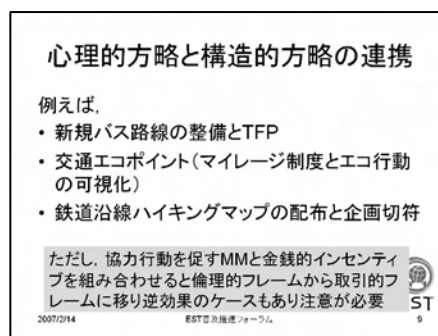 心理的方略と構造的方略の連携
例えば,
• 新規バス路線の整備とTFP
• 交通エコポイント(マイレージ制度とエコ行動
の可視化)
• 鉄道沿線ハイキングマップの配布と企画切符
ただし,協力行動を促すMMと金銭的インセンティ
ブを組み合わせると倫理的フレームから取引的フ
レームに移り逆効果のケースもあり注意が必要
2007/2/14
EST普及推進フォーラム
9
ST